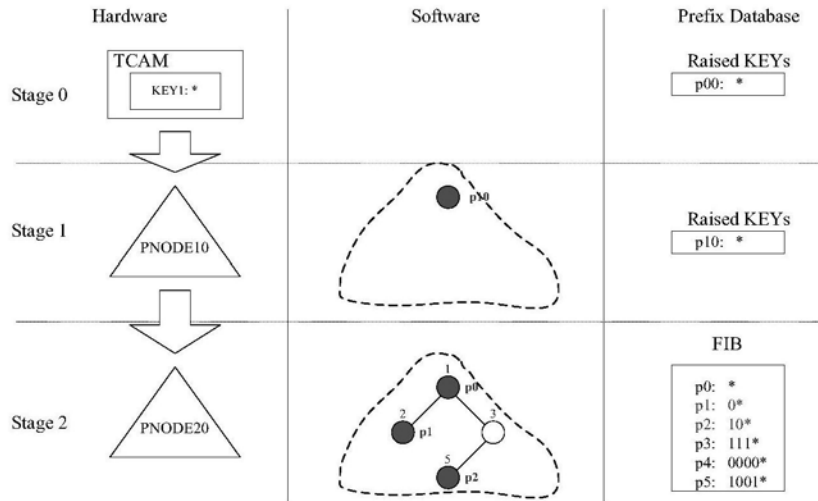 Hardware
Software
Prefix Database
TCAM
KEY1: *
Raised KEYs
p00: *
Stage 0
p10
Stage 1
PNODE10
Raised KEYs
p10: *
FIB
1
p0
p0: *
p1: 0*
2
3
p2: 10*
Stage 2
PNODE20
p1
p3: 111*
5
p4: 0000*
p2
p5: 1001*